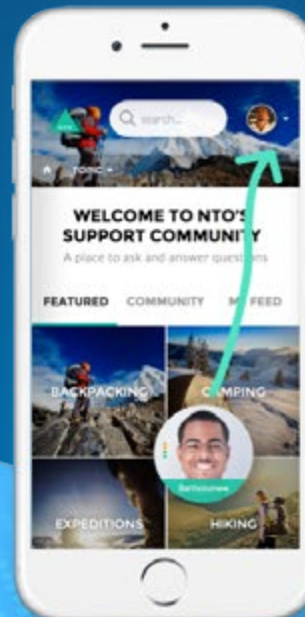 search...
TOPIC
WELCOME TO NTO'S
SUPPORT COMMUNITY
A place to ask and answer questions
FEATURED COMMUNITY MY FEED
BACKPACKING CAMPING
Bartholomew
EXPEDITIONS HIKING